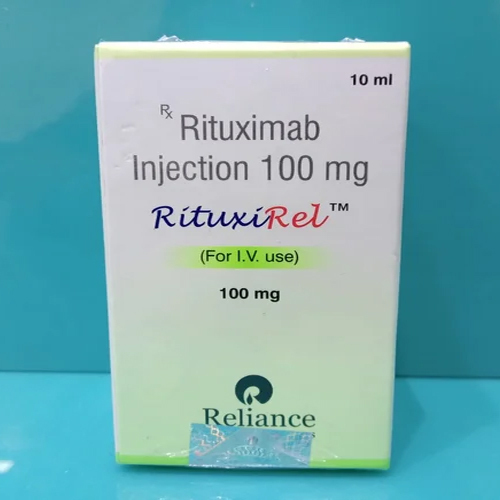 10 ml
Rx Rituximab
Injection 100 mg
RituxiRel™
(For I.V. use)
100 mg
Reliance